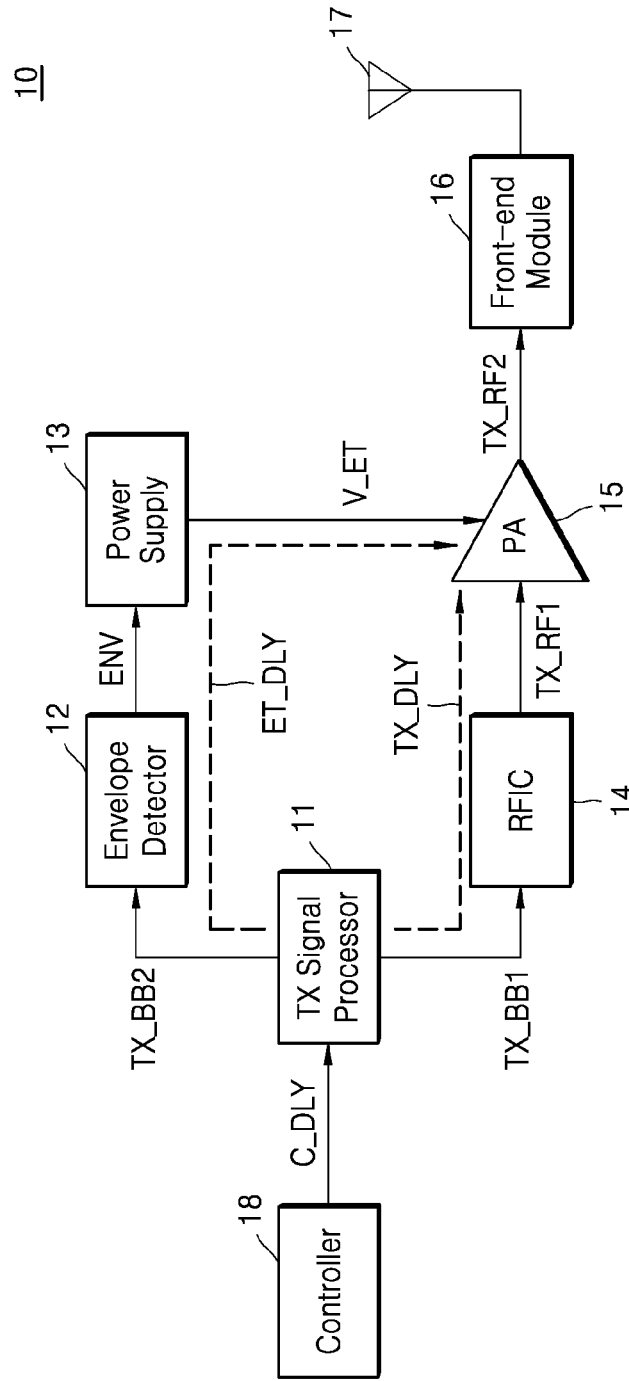 10
17
16
Front-end
Module
13
Power
Supply
V_ET
TX_RF2
ENV
ET_DLY
PA
15
12
Envelope
Detector
TX_DLY
TX_RF1
11
TX Signal
Processor
RFIC
14
TX_BB2
TX_BB1
C_DLY
18
Controller